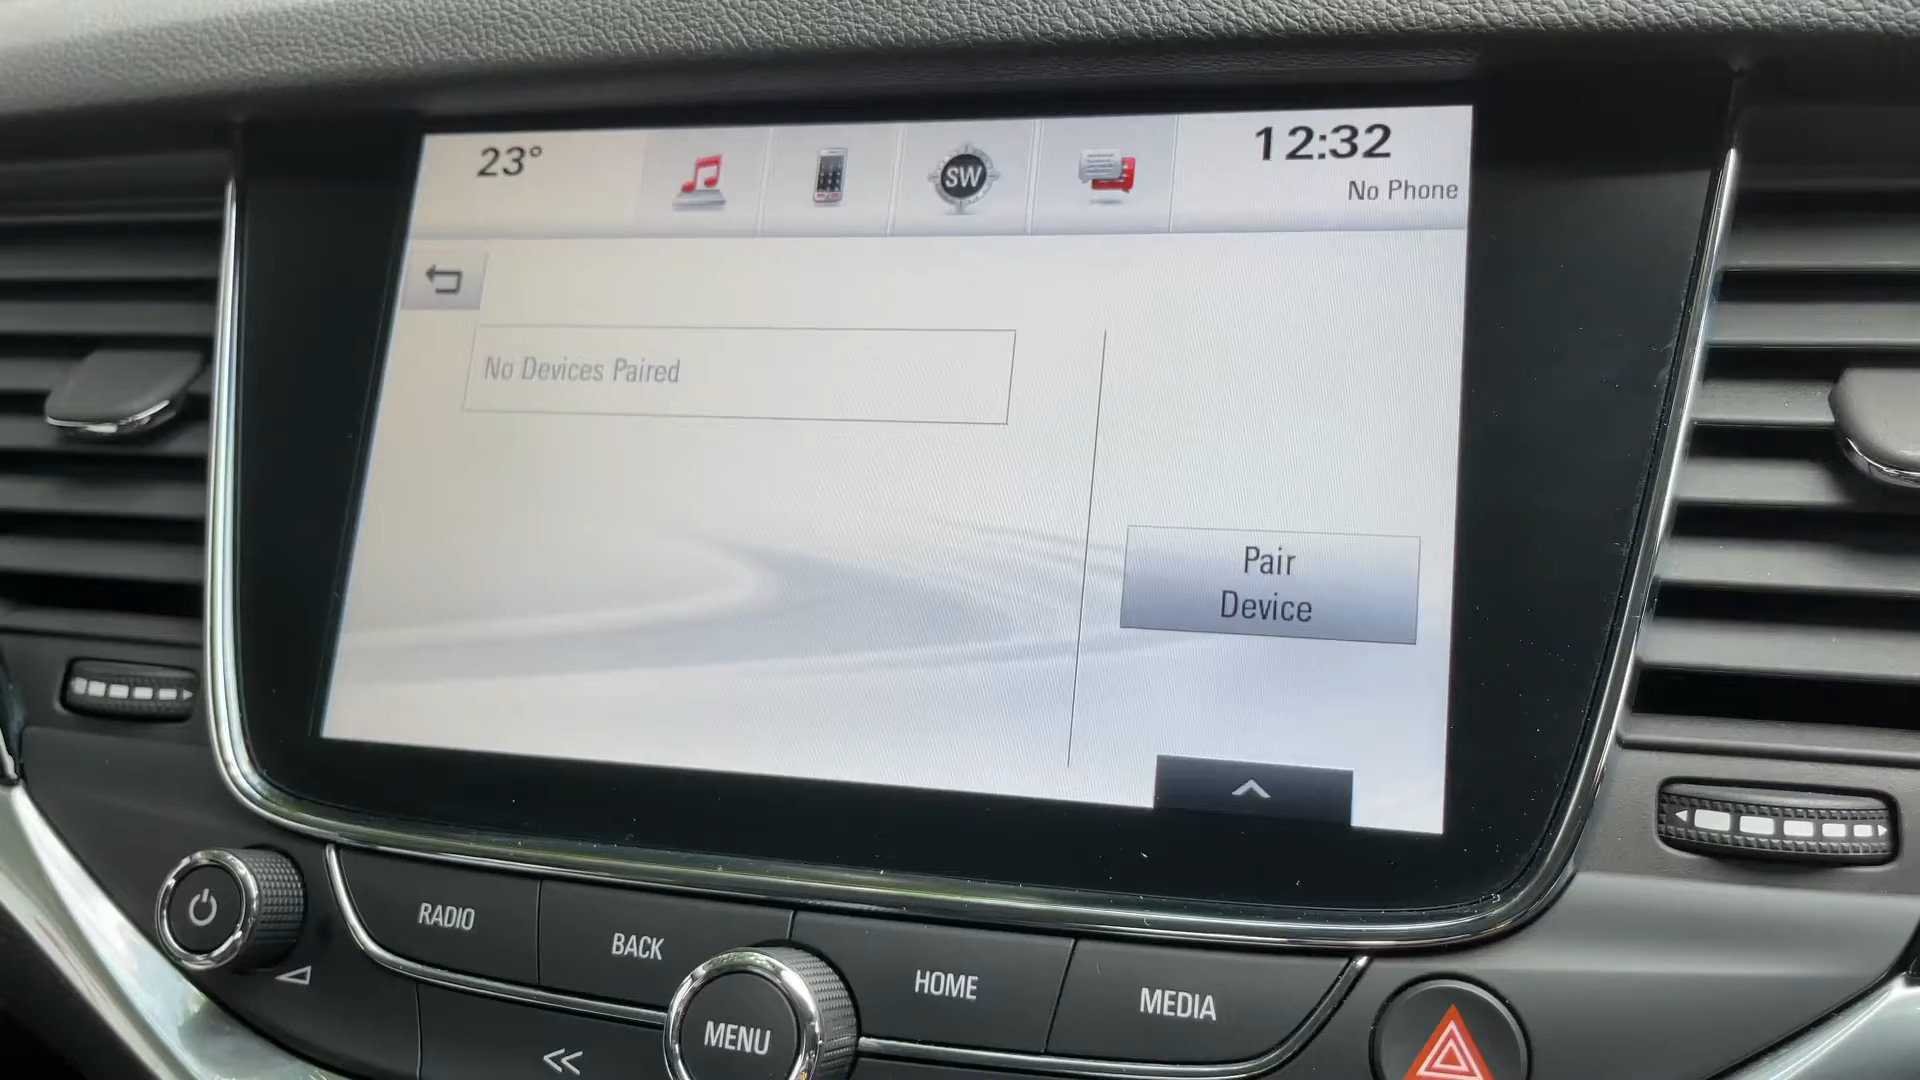 23°
SW
12:32
No Phone
No Devices Paired
Pair
Device
RADIO
BACK
MENU
HOME
MEDIA